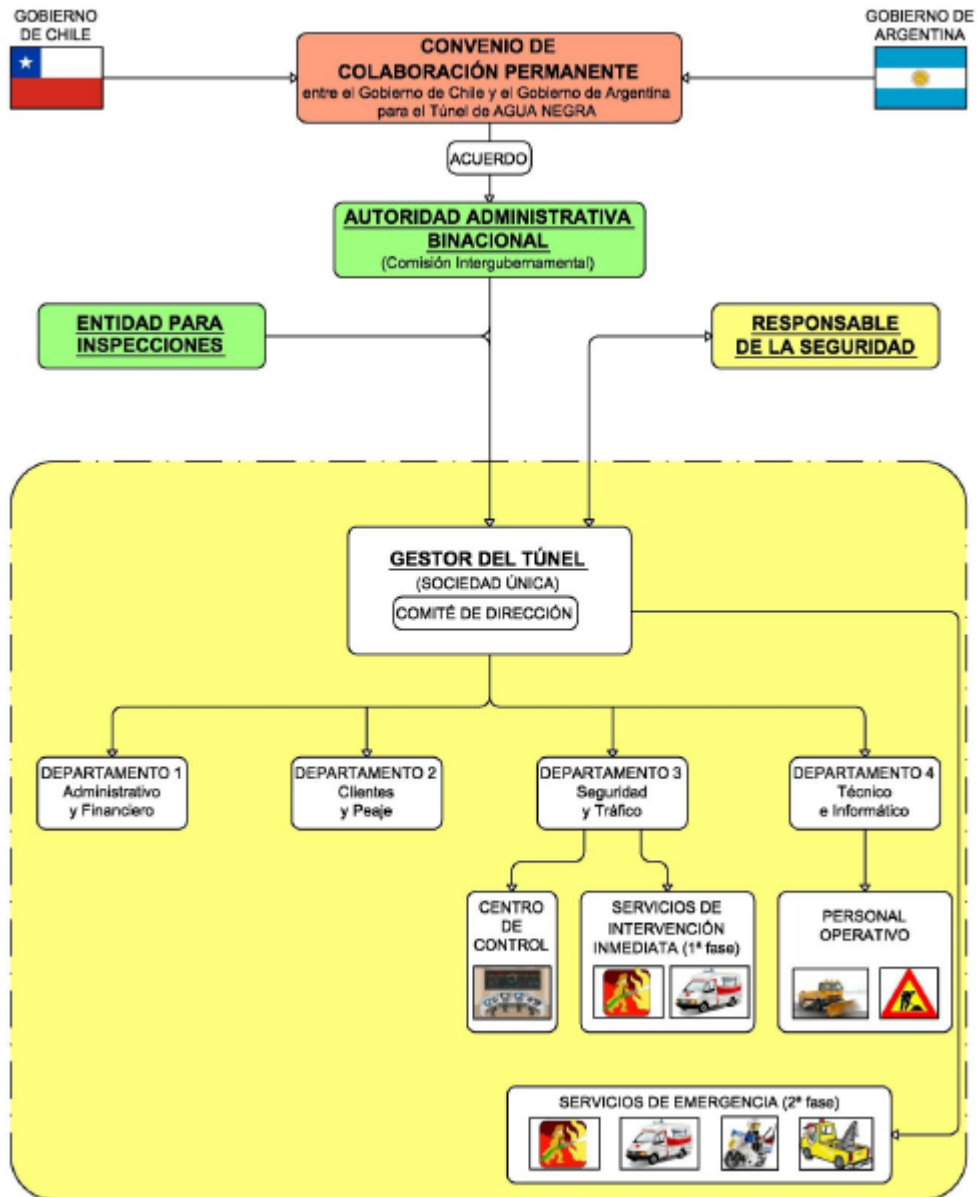 GOBIERNO
DE CHILE
GOBIERNO DE
ARGENTINA
CONVENIO DE
COLABORACIÓN PERMANENTE
entre el Gobierno de Chile y el Gobierno de Argentina
para el Túnel de AGUA NEGRA
ACUERDO
AUTORIDAD ADMINISTRATIVA
BINACIONAL
(Comisión Intergubernamental)
ENTIDAD PARA
INSPECCIONES
RESPONSABLE
DE LA SEGURIDAD
GESTOR DEL TÚNEL
(SOCIEDAD ÚNICA)
COMITÉ DE DIRECCIÓN
DEPARTAMENTO 1
Administrativo
y Financiero
DEPARTAMENTO 2
Clientes
y Peaje
DEPARTAMENTO 3
Seguridad
y Tráfico
DEPARTAMENTO 4
Técnico
e Informático
CENTRO
DE
CONTROL
SERVICIOS DE
INTERVENCIÓN
INMEDIATA (1ª fase)
PERSONAL
OPERATIVO
SERVICIOS DE EMERGENCIA (2ª fase)